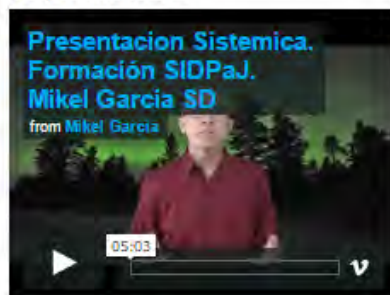 Presentacion Sistemica.
Formación SIDPaJ.
Mikel Garcia SD
from Mikel Garcia
05:03